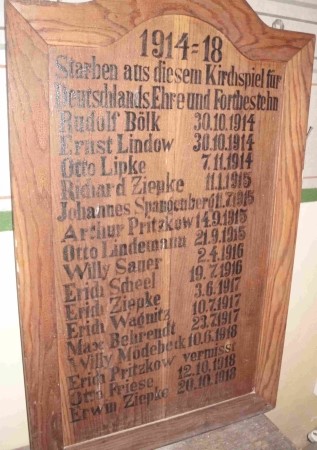 1914-18
Starben aus diesem Kirchspiel für
Deutschlands Ehre und Fortbestehn
Rudolf Bölk 30.10.1914
Ernst Lindow 30.10.1914
Otto Lipke 7.11.1914
Richard Ziepke 11.1.1915
Johannes Spangenberg 11.7.1915
Arthur Pritzkow 14.9.1915
Otto Lindemann 21.9.1915
Willy Saner 2.4.1916
Erich Scheel 19.7.1916
Erich Ziepke 3.6.1917
Erich Wagnitz 10.7.1917
Max Behrendt 23.7.1917
Willy Modebeck 10.6.1918
Erich Pritzkow vermisst
Otto Friese 12.10.1918
Erwin Ziepke 20.10.1918